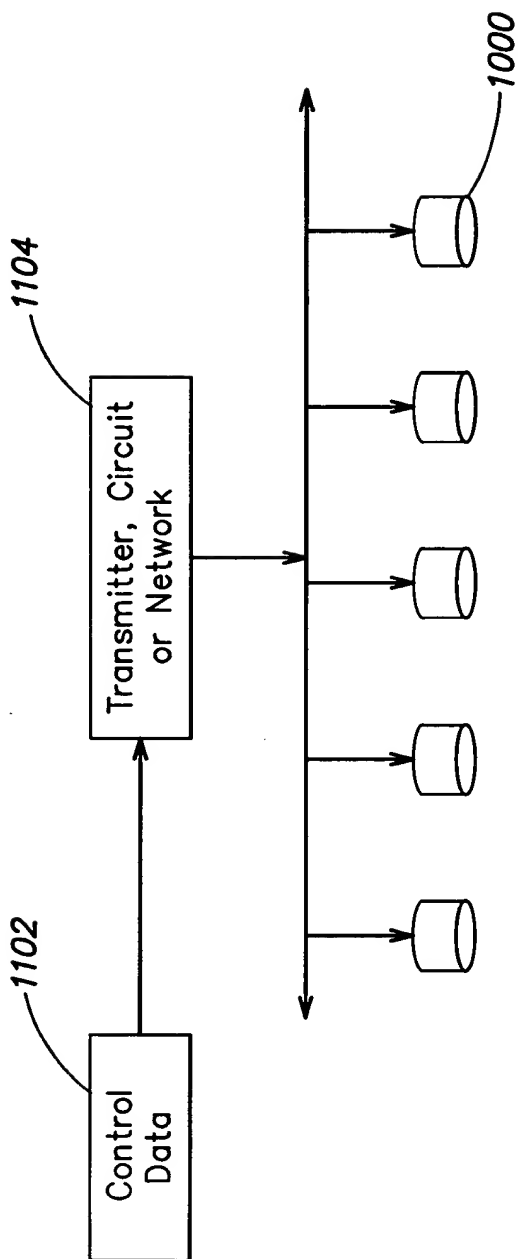 1102
Control
Data
1104
Transmitter, Circuit
or Network
1000